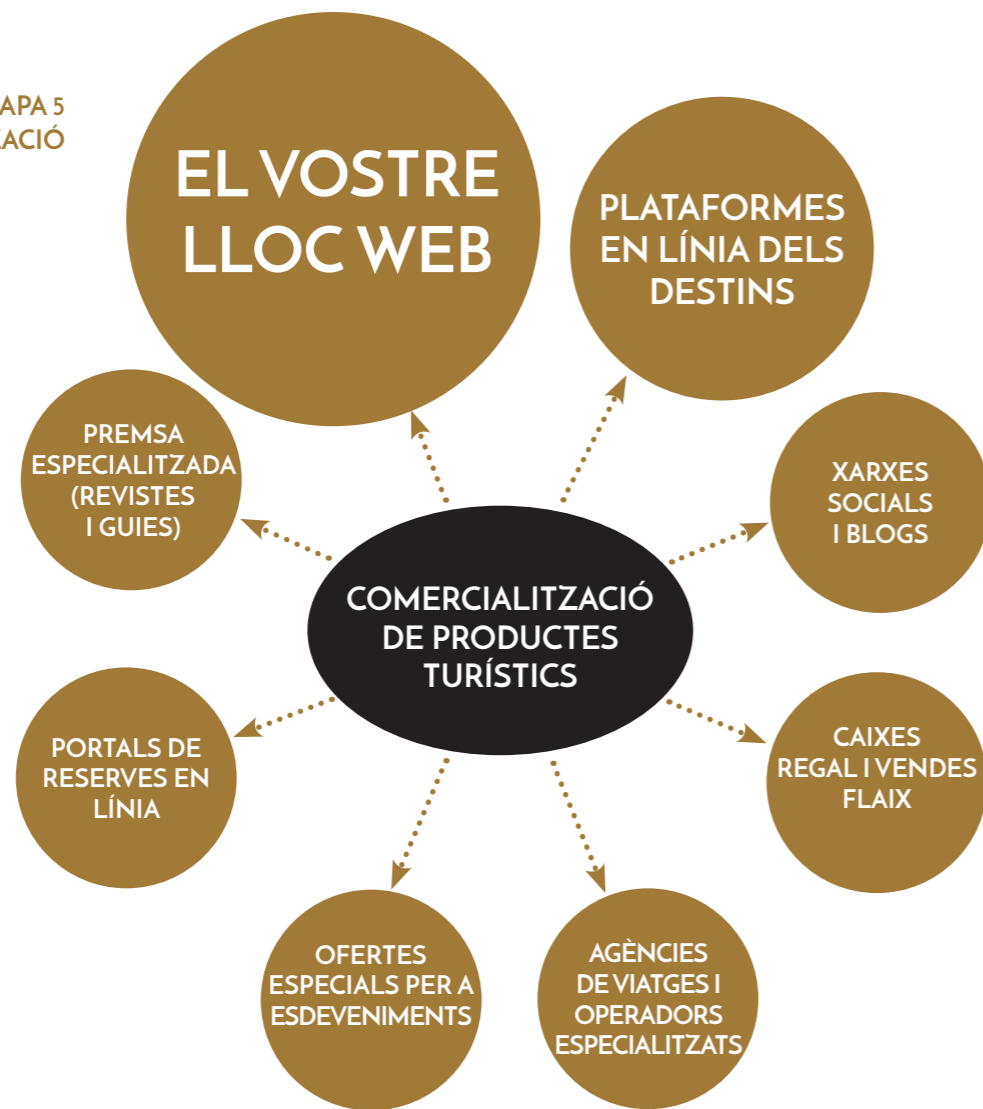 APA 5
ZACIÓ
EL VOSTRE
LLOC WEB
PLATAFORMES
EN LÍNIA DELS
DESTINS
PREMSA
ESPECIALITZADA
(REVISTES
I GUIES)
XARXES
SOCIALS
I BLOGS
COMERCIALITZACIÓ
DE PRODUCTES
TURÍSTICS
PORTALS DE
RESERVES EN
LÍNIA
CAIXES
REGAL I VENDES
FLAIX
OFERTES
ESPECIALS PER A
ESDEVENIMENTS
AGÈNCIES
DE VIATGES I
OPERADORS
ESPECIALITZATS